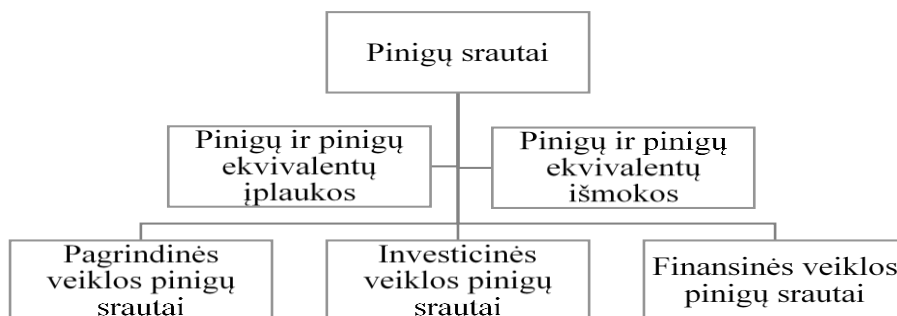 Pinigų srautai
Pinigų ir pinigų
ekvivalentų
įplaukos
Pinigų ir pinigų
ekvivalentų
išmokos
Pagrindinės
veiklos pinigų
srautai
Investicinės
veiklos pinigų
srautai
Finansinės veiklos
pinigų srautai